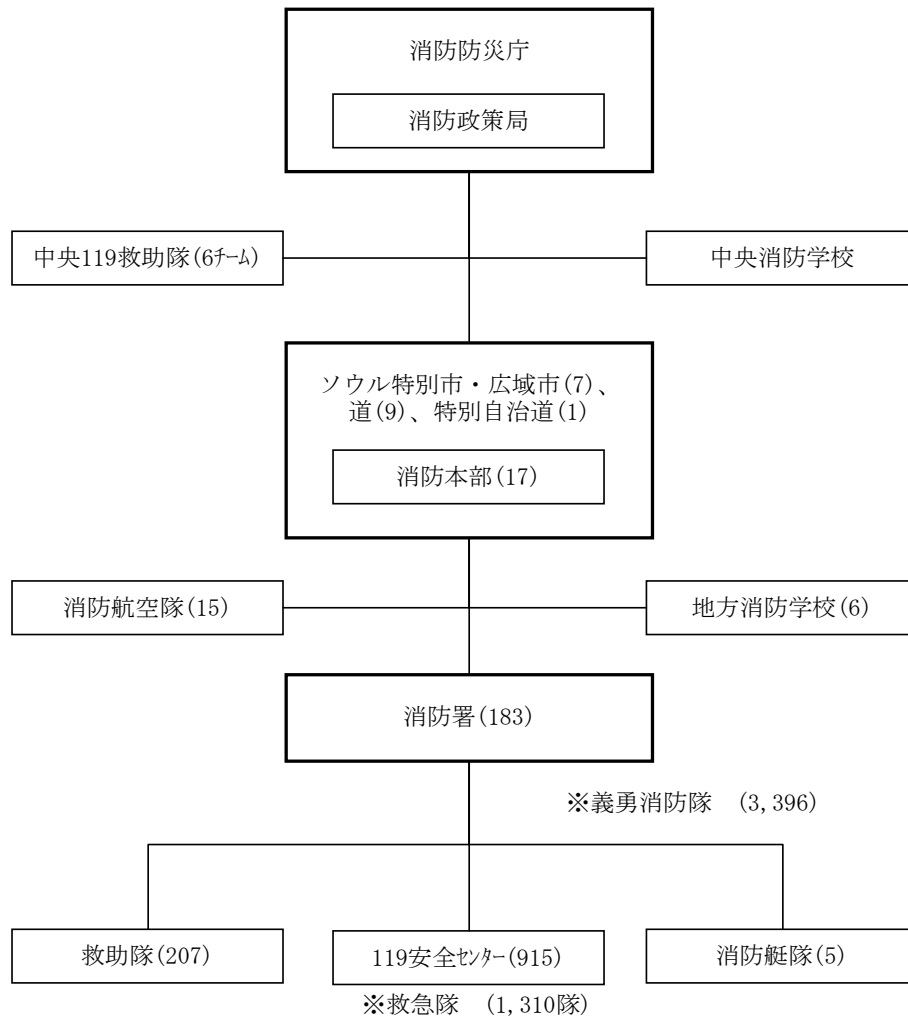 消防防災庁
消防政策局
中央119救助隊(6ﾁｰﾑ)
中央消防学校
ソウル特別市・広域市(7)、
道(9)、特別自治道(1)
消防本部(17)
消防航空隊(15)
地方消防学校(6)
消防署(183)
※義勇消防隊　(3,396)
救助隊(207)
119安全ｾﾝﾀｰ(915)
消防艇隊(5)
※救急隊　(1,310隊)